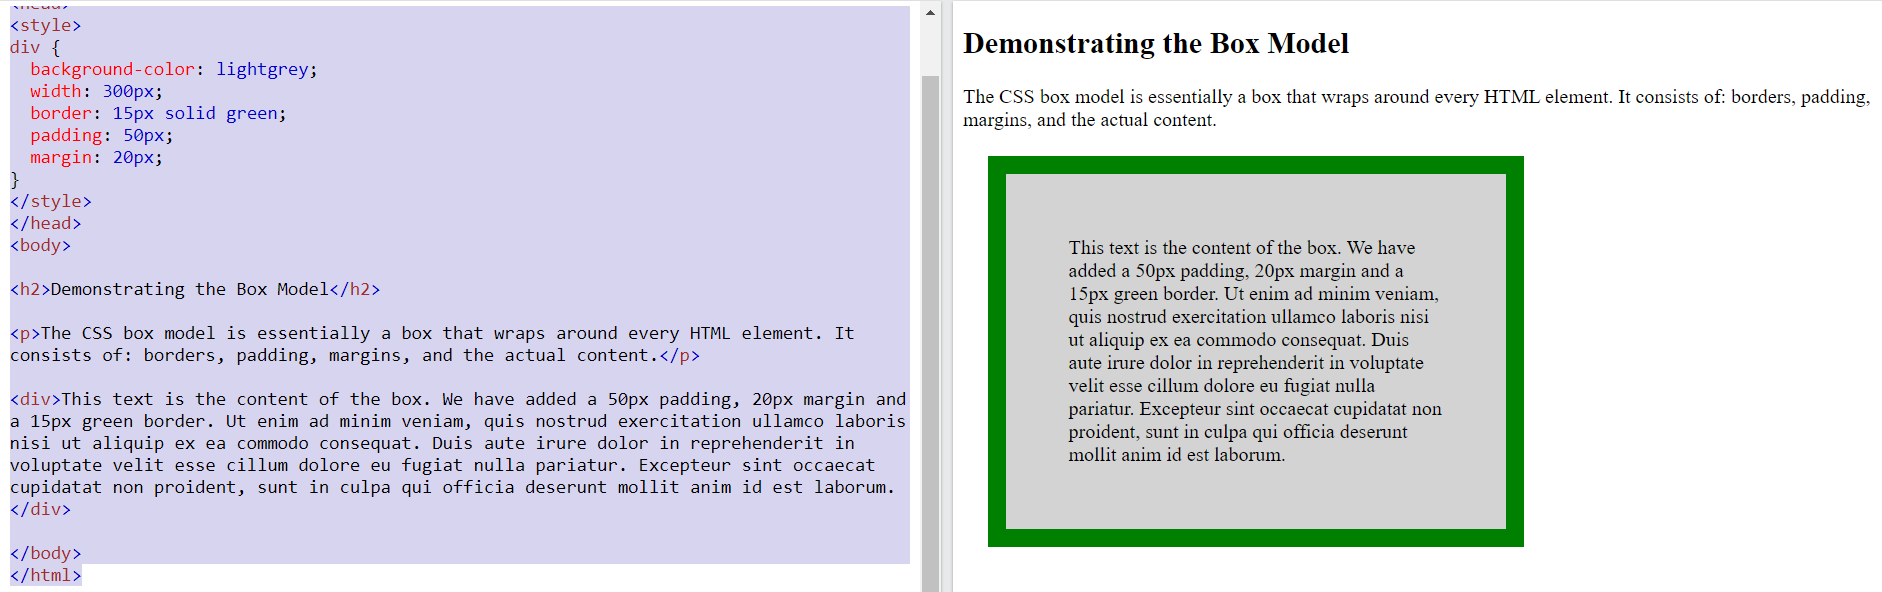 <style>
div {
  background-color: lightgrey;
  width: 300px;
  border: 15px solid green;
  padding: 50px;
  margin: 20px;
}
</style>
</head>
<body>
<h2>Demonstrating the Box Model</h2>
<p>The CSS box model is essentially a box that wraps around every HTML element. It
consists of: borders, padding, margins, and the actual content.</p>
<div>This text is the content of the box. We have added a 50px padding, 20px margin and
a 15px green border. Ut enim ad minim veniam, quis nostrud exercitation ullamco laboris
nisi ut aliquip ex ea commodo consequat. Duis aute irure dolor in reprehenderit in
voluptate velit esse cillum dolore eu fugiat nulla pariatur. Excepteur sint occaecat
cupidatat non proident, sunt in culpa qui officia deserunt mollit anim id est laborum.
</div>
</body>
</html>
Demonstrating the Box Model
The CSS box model is essentially a box that wraps around every HTML element. It consists of: borders, padding,
margins, and the actual content.
This text is the content of the box. We have
added a 50px padding, 20px margin and a
15px green border. Ut enim ad minim veniam,
quis nostrud exercitation ullamco laboris nisi
ut aliquip ex ea commodo consequat. Duis
aute irure dolor in reprehenderit in voluptate
velit esse cillum dolore eu fugiat nulla
pariatur. Excepteur sint occaecat cupidatat non
proident, sunt in culpa qui officia deserunt
mollit anim id est laborum.